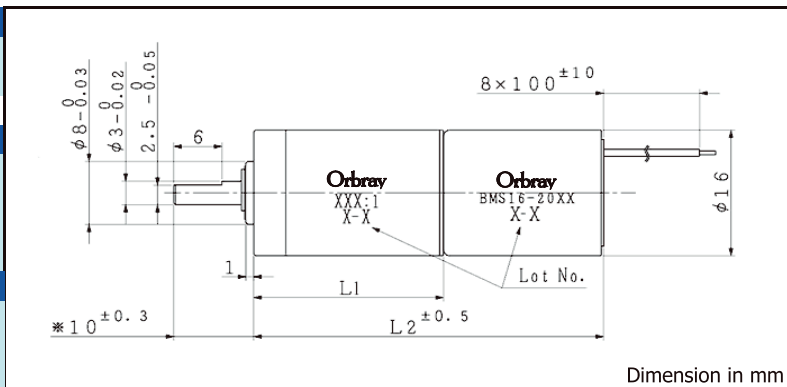 φ8-0.03 0
φ3-0.02 0
2.5 -0.05 0
6
8×100 ±10
Orbray
XXX:1
X-X
Orbray
BMS16-20XX
X-X
φ16
1
Lot No.
L1
※10 ±0.3
L2 ±0.5
Dimension in mm